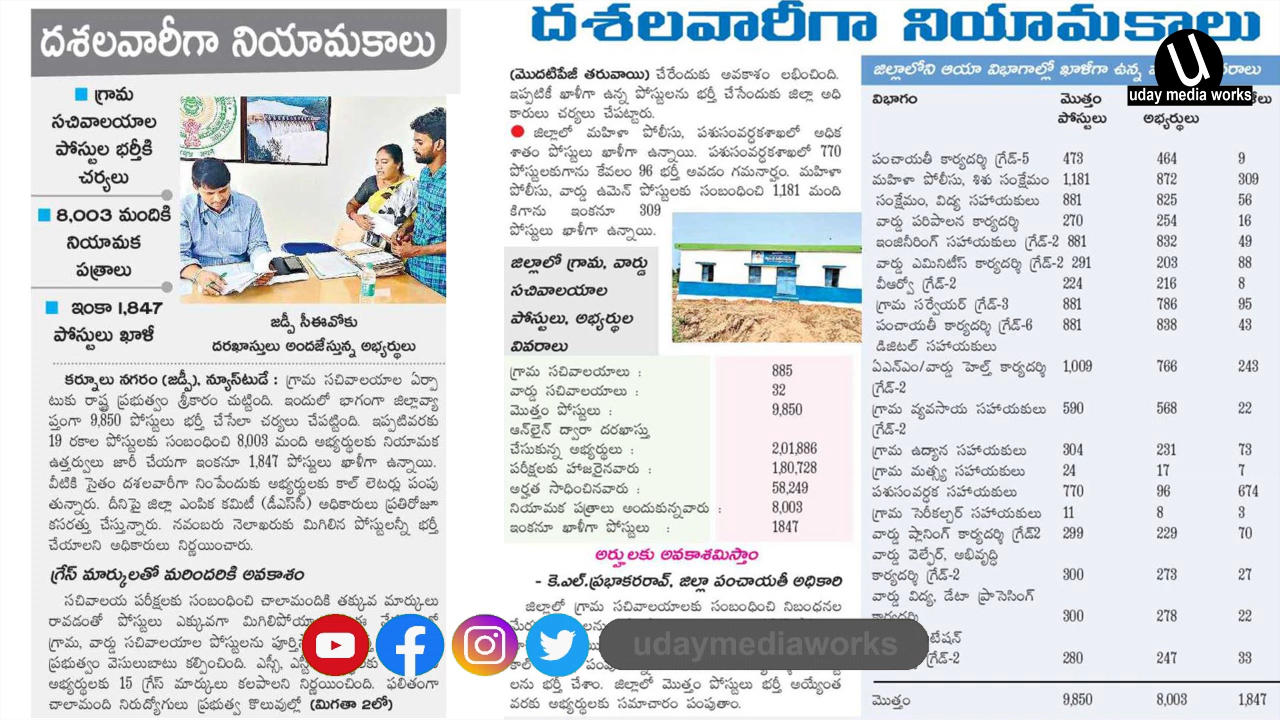 దశలవారీగా నియామకాలు
గ్రామ
సచివాలయాల
పోస్టుల భర్తీకి
చర్యలు
8,003 మందికి
నియామక
పత్రాలు
ఇంకా 1,847
పోస్టులు ఖాళీ
జడ్పీ సీఈవోకు
దరఖాస్తులు అందజేస్తున్న అభ్యర్థులు
కర్నూలు నగరం (జడ్పీ), న్యూస్‌టుడే : గ్రామ సచివాలయాల ఏర్పా
టుకు రాష్ట్ర ప్రభుత్వం శ్రీకారం చుట్టింది. ఇందులో భాగంగా జిల్లావ్యా
ప్తంగా 9,850 పోస్టులు భర్తీ చేసేలా చర్యలు చేపట్టింది. ఇప్పటివరకు
19 రకాల పోస్టులకు సంబంధించి 8,003 మంది అభ్యర్థులకు నియామక
ఉత్తర్వులు జారీ చేయగా ఇంకనూ 1,847 పోస్టులు ఖాళీగా ఉన్నాయి.
వీటికి సైతం దశలవారీగా నింపేందుకు అభ్యర్థులకు కాల్ లెటర్లు పంపు
తున్నారు. దీనిపై జిల్లా ఎంపిక కమిటీ (డీఎస్‌సీ) అధికారులు ప్రతిరోజూ
కసరత్తు చేస్తున్నారు. నవంబరు నెలాఖరుకు మిగిలిన పోస్టులన్నీ భర్తీ
చేయాలని అధికారులు నిర్ణయించారు.
గ్రేస్ మార్కులతో మరిందరికి అవకాశం
సచివాలయ పరీక్షలకు సంబంధించి చాలామందికి తక్కువ మార్కులు
రావడంతో పోస్టులు ఎక్కువగా
గ్రామ, వార్డు సచివాలయాల పోస్టులను
ప్రభుత్వం వెసులుబాటు కల్పించింది. ఎస్సీ,
అభ్యర్థులకు 15 గ్రేస్ మార్కులు కలపాలని నిర్ణయించింది. ఫలితంగా
చాలామంది నిరుద్యోగులు ప్రభుత్వ కొలువుల్లో (మిగతా 2లో)
దశలవారీగా నియామకాలు
(మొదటిపేజీ తరువాయి) చేరేందుకు అవకాశం లభించింది.
ఇప్పటికీ ఖాళీగా ఉన్న పోస్టులను భర్తీ చేసేందుకు జిల్లా అధి
కారులు చర్యలు చేపట్టారు.
జిల్లాలో మహిళా పోలీసు, పశుసంవర్ధకశాఖలో అధిక
శాతం పోస్టులు ఖాళీగా ఉన్నాయి. పశుసంవర్ధకశాఖలో 770
పోస్టులకుగాను కేవలం 96 భర్తీ అవడం గమనార్హం. మహిళా
పోలీసు, వార్డు ఉమెన్ పోస్టులకు సంబంధించి 1,181 మంది
కిగాను ఇంకనూ 309
పోస్టులు ఖాళీగా ఉన్నాయి.
జిల్లాలో గ్రామ, వార్డు
సచివాలయాల
పోస్టులు, అభ్యర్థుల
వివరాలు
గ్రామ సచివాలయాలు : 885
వార్డు సచివాలయాలు : 32
మొత్తం పోస్టులు : 9,850
ఆన్‌లైన్ ద్వారా దరఖాస్తు
చేసుకున్న అభ్యర్థులు : 2,01,886
పరీక్షలకు హాజరైనవారు : 1,80,728
అర్హత సాధించినవారు : 58,249
నియామక పత్రాలు అందుకున్నవారు : 8,003
ఇంకనూ ఖాళీగా పోస్టులు : 1847
అర్హులకు అవకాశమిస్తాం
- కె.ఎల్.ప్రభాకరరావ్, జిల్లా పంచాయతీ అధికారి
జిల్లాలో గ్రామ సచివాలయాలకు సంబంధించి నిబంధనల
లను భర్తీ చేశాం. జిల్లాలో మొత్తం పోస్టులు భర్తీ అయ్యేంత
వరకు అభ్యర్థులకు సమాచారం పంపుతాం.
జిల్లాలోని ఆయా విభాగాల్లో ఖాళీగా ఉన్న
విభాగం మొత్తం
పోస్టులు అభ్యర్థులు
పంచాయతీ కార్యదర్శి గ్రేడ్-5 473 464 9
మహిళా పోలీసు, శిశు సంక్షేమం 1,181 872 309
సంక్షేమం, విద్య సహాయకులు 881 825 56
వార్డు పరిపాలన కార్యదర్శి 270 254 16
ఇంజినీరింగ్ సహాయకులు గ్రేడ్-2 881 832 49
వార్డు ఎమినిటీస్ కార్యదర్శి గ్రేడ్-2 291 203 88
వీఆర్వో గ్రేడ్-2 224 216 8
గ్రామ సర్వేయర్ గ్రేడ్-3 881 786 95
పంచాయతీ కార్యదర్శి గ్రేడ్-6 881 838 43
డిజిటల్ సహాయకులు
ఏఎన్ఎం/వార్డు హెల్త్ కార్యదర్శి 1,009 766 243
గ్రేడ్-2
గ్రామ వ్యవసాయ సహాయకులు 590 568 22
గ్రేడ్-2
గ్రామ ఉద్యాన సహాయకులు 304 231 73
గ్రామ మత్స్య సహాయకులు 24 17 7
పశుసంవర్ధక సహాయకులు 770 96 674
గ్రామ సెరీకల్చర్ సహాయకులు 11 8 3
వార్డు ప్లానింగ్ కార్యదర్శి గ్రేడ్2 299 229 70
వార్డు వెల్ఫేర్, అభివృద్ధి
కార్యదర్శి గ్రేడ్-2 300 273 27
వార్డు విద్య, డేటా ప్రాసెసింగ్
కార్యదర్శి 300 278 22
గ్రేడ్-2 280 247 33
మొత్తం 9,850 8,003 1,847
uday media works
udaymediaworks